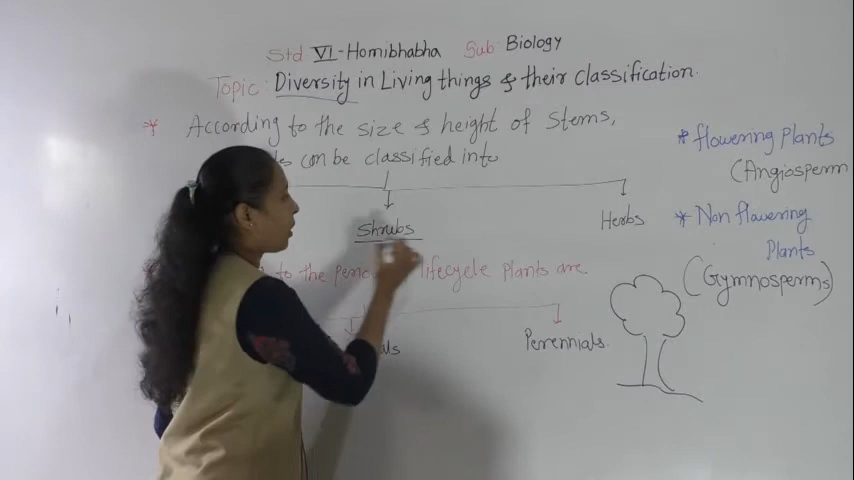 Std VI-Homibhabha Sub: Biology
Topic: Diversity in Living things & their classification.
* According to the size & height of stems,
can be classified into
Shrubs
Herbs
to the lifecycle plants are
Perennials.
* flowering Plants
(Angiosperm
* Non flowering
Plants
(Gymnosperms)